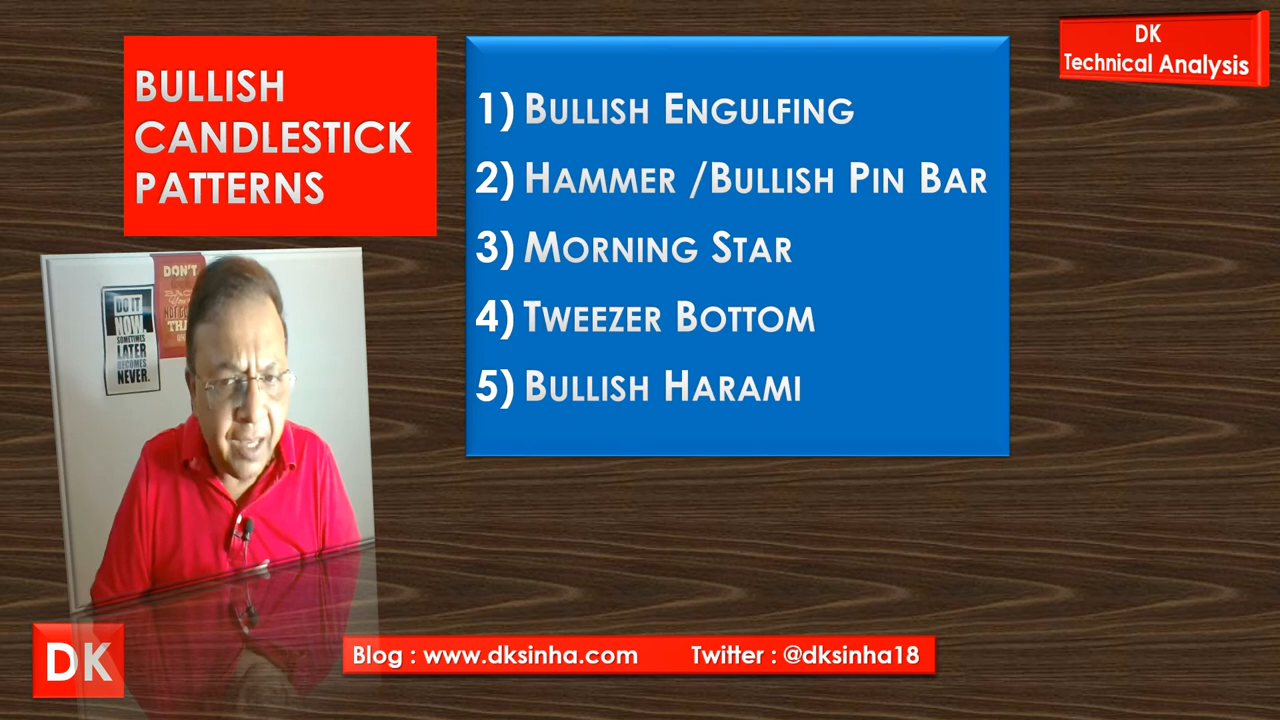 DK
Technical Analysis
BULLISH
CANDLESTICK
PATTERNS
1) BULLISH ENGULFING
2) HAMMER /BULLISH PIN BAR
3) MORNING STAR
4) TWEEZER BOTTOM
5) BULLISH HARAMI
DON'T
NOT
THA
DO IT
NOW.
SOMETIMES
LATER
BECOMES
NEVER.
DK
Blog : www.dksinha.com Twitter : @dksinha18